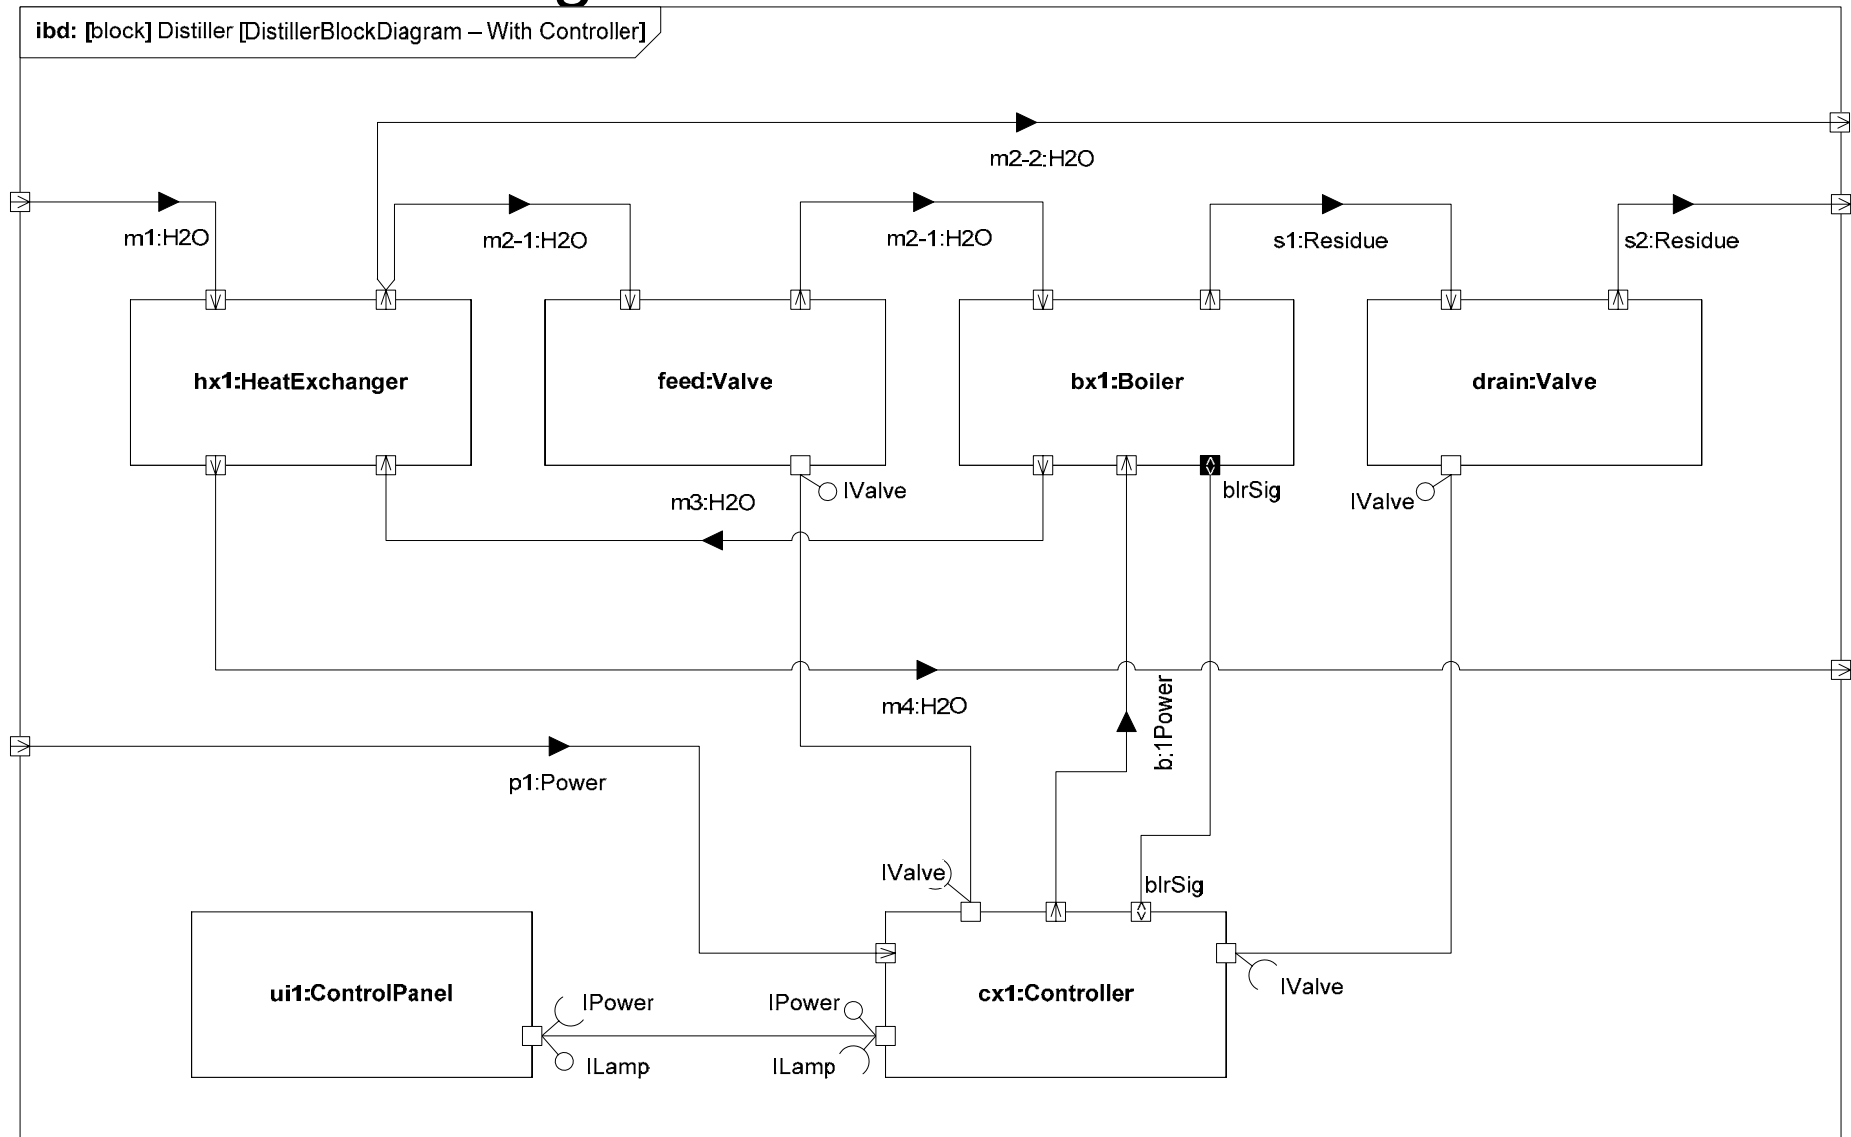 ibd: [block] Distiller [DistillerBlockDiagram – With Controller]
m2-2:H2O
m1:H2O
m2-1:H2O
m2-1:H2O
s1:Residue
s2:Residue
hx1:HeatExchanger
feed:Valve
bx1:Boiler
drain:Valve
m3:H2O
IValve
blrSig
IValve
m4:H2O
b:1Power
p1:Power
IValve
blrSig
ui1:ControlPanel
IPower
IPower
cx1:Controller
IValve
ILamp
ILamp